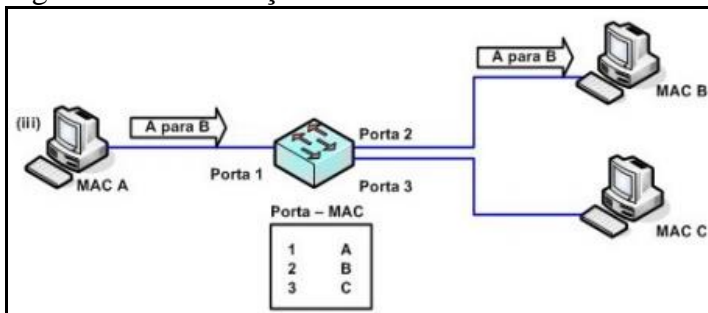 A para B
MAC B
(iii)
A para B
Porta 2
MAC A
Porta 1
Porta 3
MAC C
Porta – MAC
1 A
2 B
3 C